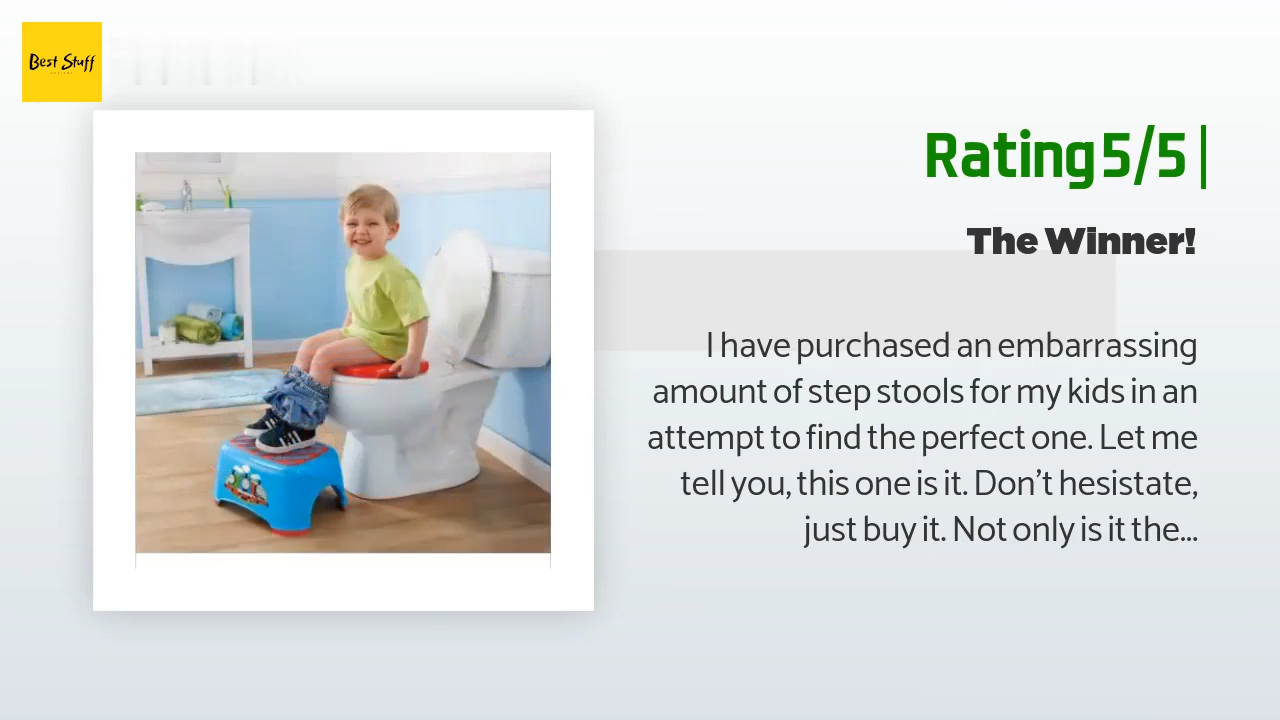 Best Stuff
Rating 5/5 |
The Winner!
I have purchased an embarrassing
amount of step stools for my kids in an
attempt to find the perfect one. Let me
tell you, this one is it. Don't hesistate,
just buy it. Not only is it the...